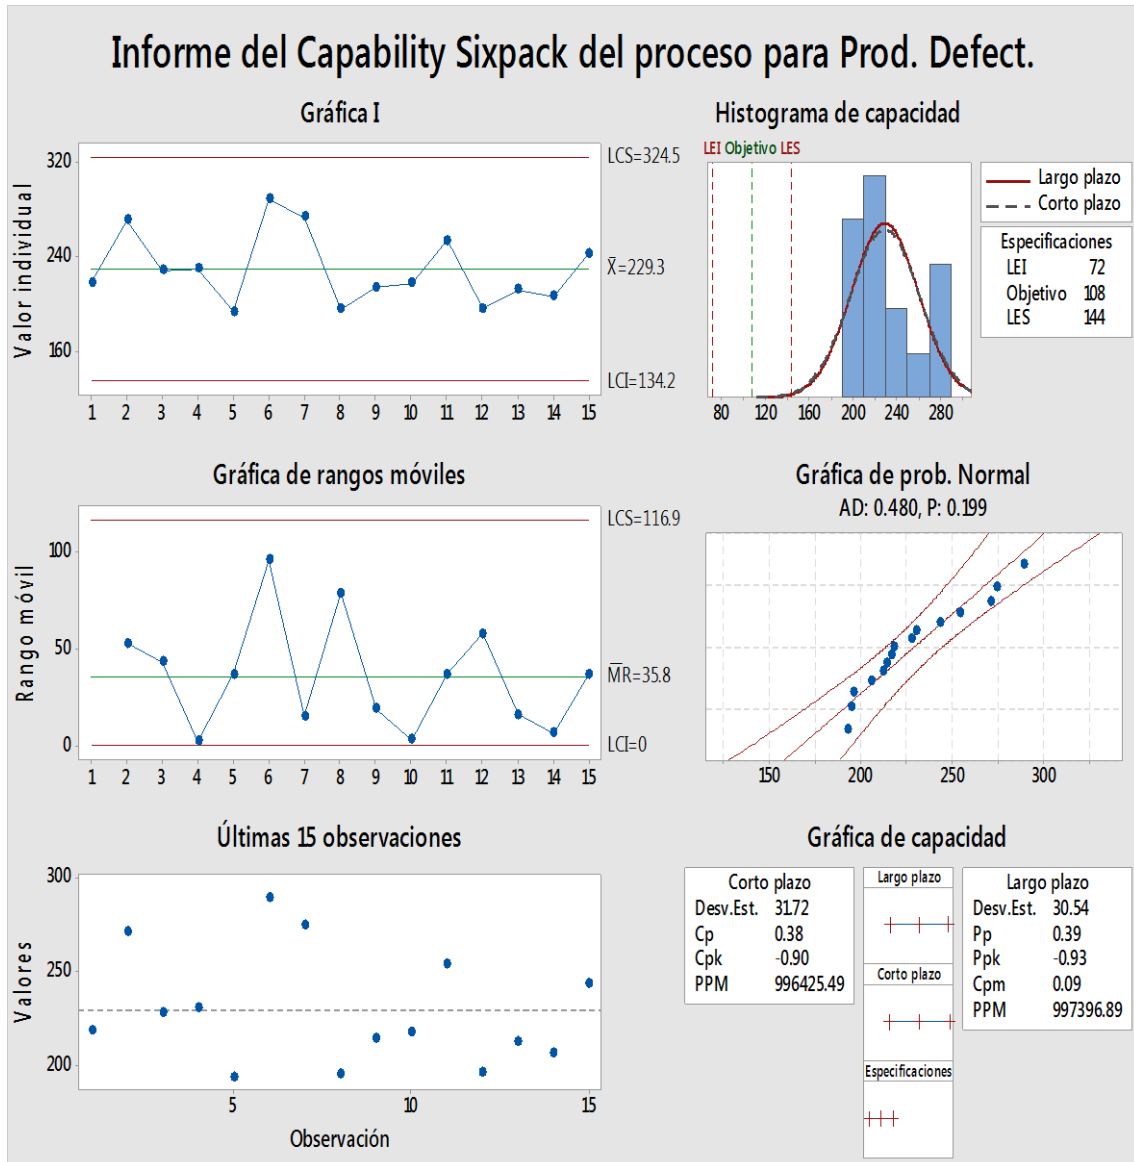 Informe del Capability Sixpack del proceso para Prod. Defect.
Gráfica I
Valor individual
320
240
160
1 2 3 4 5 6 7 8 9 10 11 12 13 14 15
LCS=324.5
X̄=229.3
LCI=134.2
Histograma de capacidad
LEI Objetivo LES
80 120 160 200 240 280
Largo plazo
Corto plazo
Especificaciones
LEI 72
Objetivo 108
LES 144
Gráfica de rangos móviles
Rango móvil
100
50
0
1 2 3 4 5 6 7 8 9 10 11 12 13 14 15
LCS=116.9
M̅R̅=35.8
LCI=0
Gráfica de prob. Normal
AD: 0.480, P: 0.199
150 200 250 300
Últimas 15 observaciones
Valores
300
250
200
5 10 15
Observación
Gráfica de capacidad
Corto plazo
Desv.Est. 31.72
Cp 0.38
Cpk -0.90
PPM 996425.49
Largo plazo
Corto plazo
Especificaciones
Largo plazo
Desv.Est. 30.54
Pp 0.39
Ppk -0.93
Cpm 0.09
PPM 997396.89